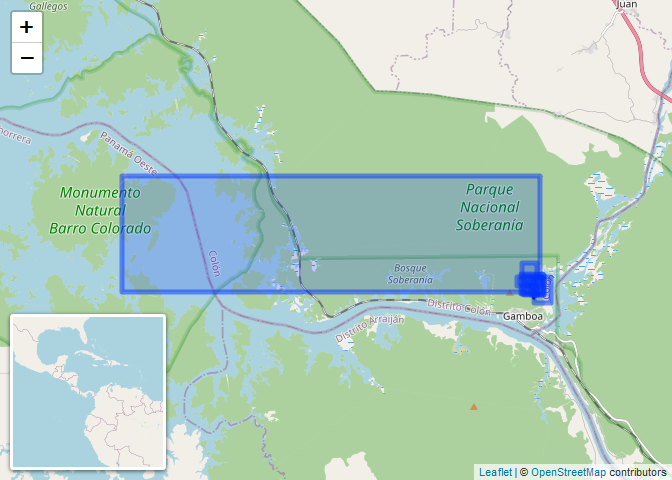 Gallegos
Juan
+
−
horrera
Panamá Oeste
Monumento
Natural
Barro Colorado
Parque
Nacional
Soberanía
Colón
Bosque
Soberanía
Distrito Colón
Gamboa
Distrito Arraiján
Leaflet | © OpenStreetMap contributors